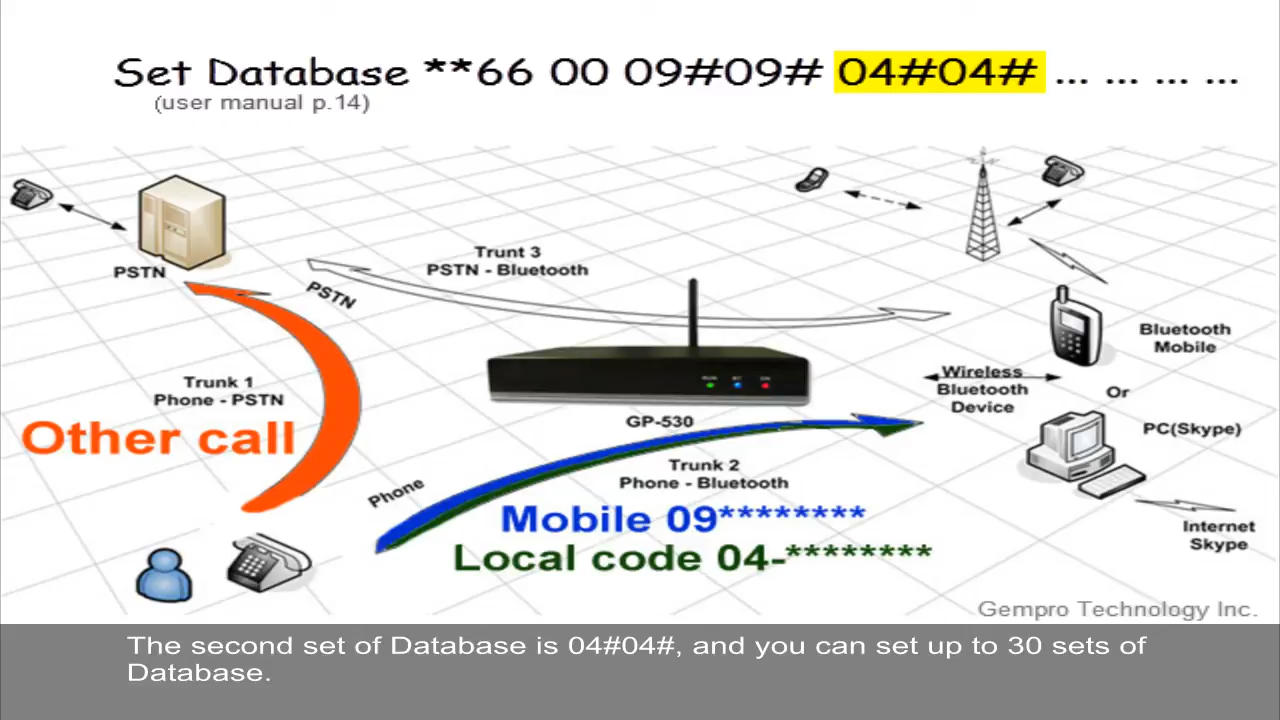 Set Database **66 00 09#09# 04#04# ... ... ... ...
(user manual p.14)
Trunt 3
PSTN - Bluetooth
PSTN
PSTN
Bluetooth
Mobile
Wireless
Bluetooth
Device
Or
Trunk 1
Phone - PSTN
Other call
RUN BT ON
GP-530
PC(Skype)
Trunk 2
Phone - Bluetooth
Phone
Mobile 09********
Local code 04-********
Internet
Skype
Gempro Technology Inc.
The second set of Database is 04#04#, and you can set up to 30 sets of
Database.